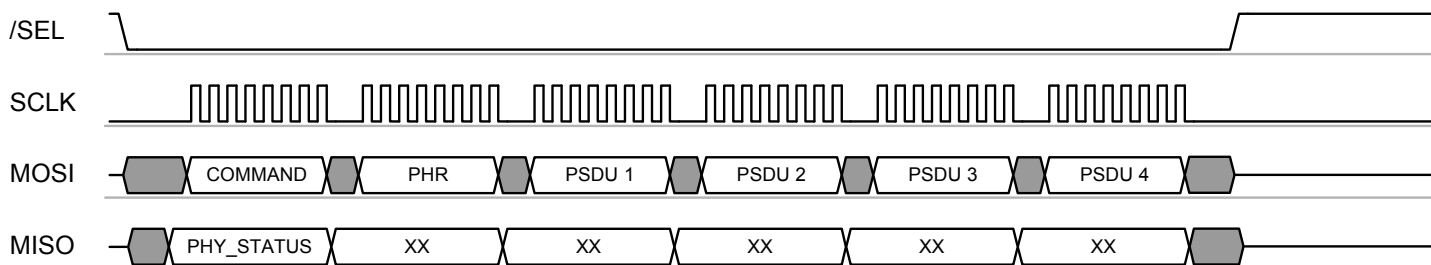 /SEL
SCLK
MOSI COMMAND PHR PSDU 1 PSDU 2 PSDU 3 PSDU 4
MISO PHY_STATUS XX XX XX XX XX